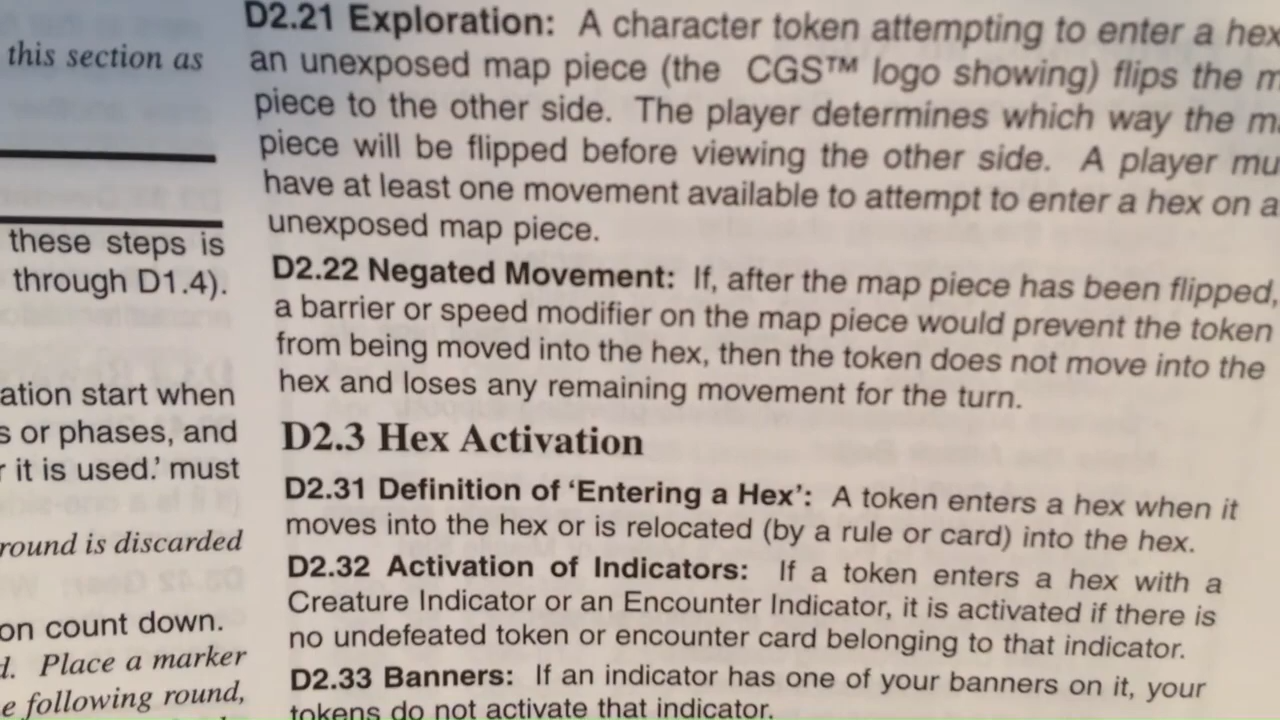 this section as
these steps is
through D1.4).
ation start when
s or phases, and
r it is used.' must
round is discarded
on count down.
d. Place a marker
e following round,
D2.21 Exploration: A character token attempting to enter a hex
an unexposed map piece (the CGS™ logo showing) flips the m
piece to the other side. The player determines which way the m
piece will be flipped before viewing the other side. A player mu
have at least one movement available to attempt to enter a hex on a
unexposed map piece.
D2.22 Negated Movement: If, after the map piece has been flipped,
a barrier or speed modifier on the map piece would prevent the token
from being moved into the hex, then the token does not move into the
hex and loses any remaining movement for the turn.
D2.3 Hex Activation
D2.31 Definition of 'Entering a Hex': A token enters a hex when it
moves into the hex or is relocated (by a rule or card) into the hex.
D2.32 Activation of Indicators: If a token enters a hex with a
Creature Indicator or an Encounter Indicator, it is activated if there is
no undefeated token or encounter card belonging to that indicator.
D2.33 Banners: If an indicator has one of your banners on it, your
tokens do not activate that indicator.